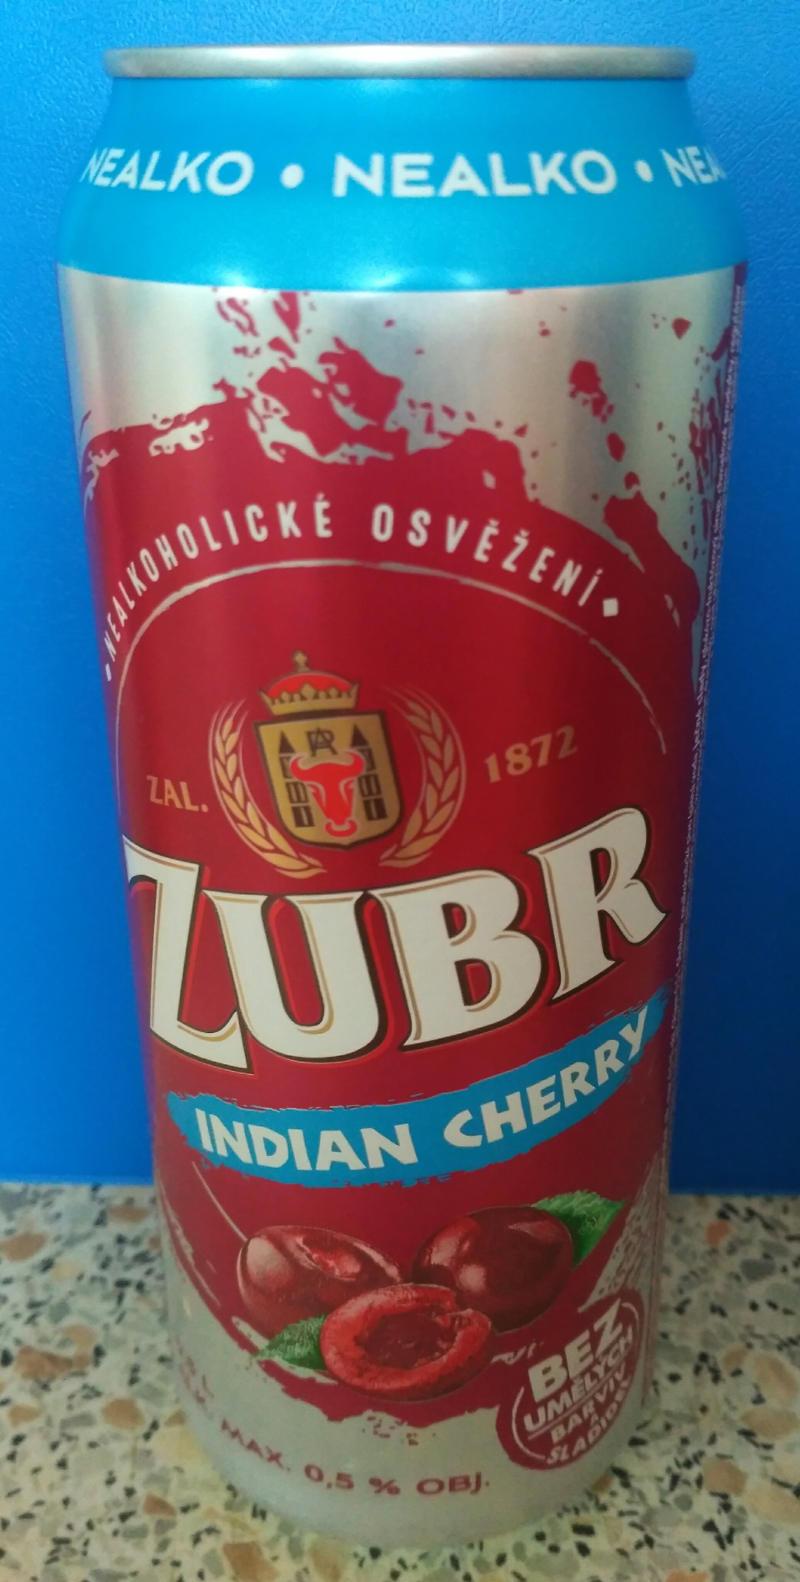 NEALKO • NEALKO • NEA
•NEALKOHOLICKÉ OSVĚŽENÍ•
ZAL. 1872
ZUBR
INDIAN CHERRY
BEZ
UMĚLÝCH
BARVIV
A
SLADIDEL
MAX. 0,5 % OBJ.